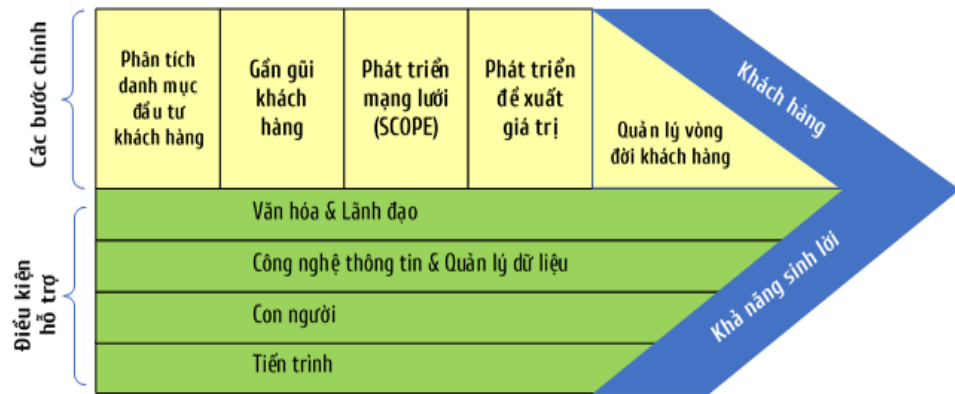 Các bước chính
Phân tích
danh mục
đầu tư
khách hàng
Gần gũi
khách
hàng
Phát triển
mạng lưới
(SCOPE)
Phát triển
đề xuất
giá trị
Quản lý vòng
đời khách hàng
Khách hàng
Điều kiện
hỗ trợ
Văn hóa & Lãnh đạo
Công nghệ thông tin & Quản lý dữ liệu
Con người
Tiến trình
Khả năng sinh lời